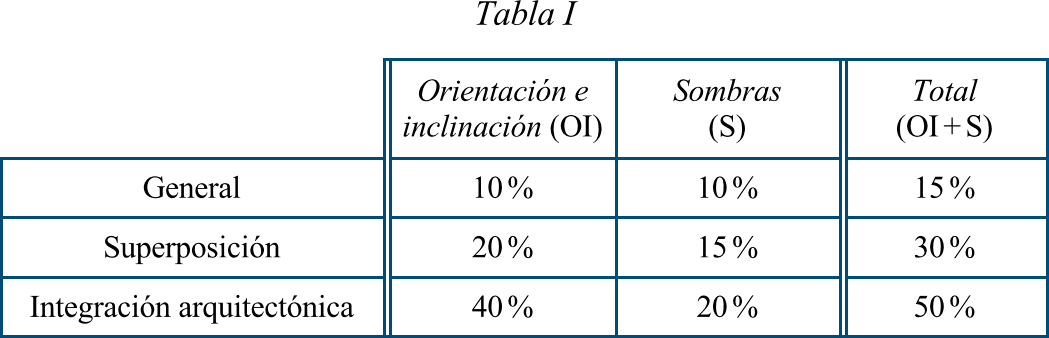 Tabla I
Orientación e inclinación (OI) Sombras (S) Total (OI + S)
General 10 % 10 % 15 %
Superposición 20 % 15 % 30 %
Integración arquitectónica 40 % 20 % 50 %